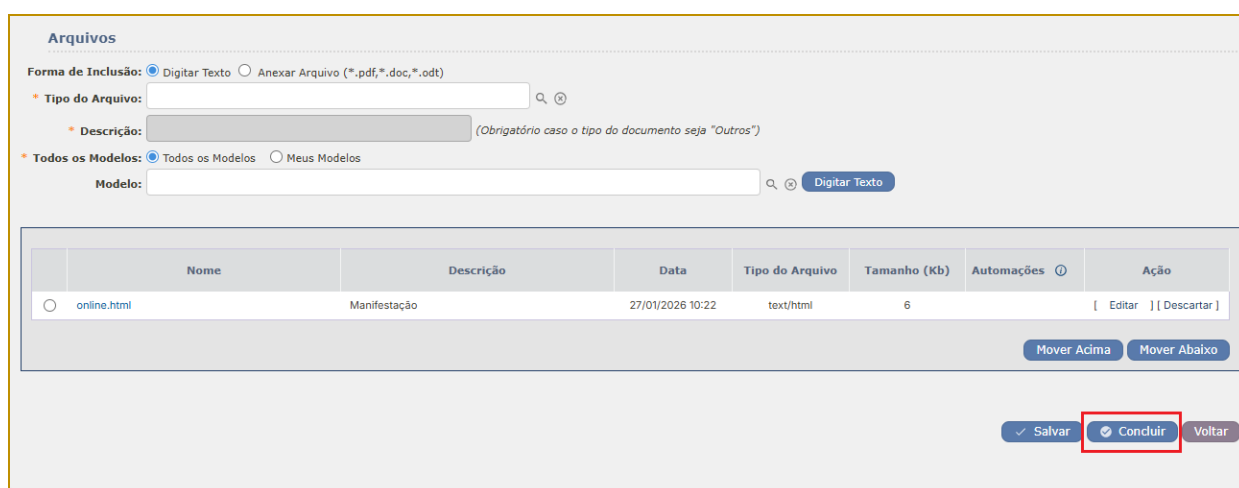 Arquivos
Forma de Inclusão: Digitar Texto Anexar Arquivo (*.pdf,*.doc,*.odt)
* Tipo do Arquivo:
* Descrição: (Obrigatório caso o tipo do documento seja "Outros")
* Todos os Modelos: Todos os Modelos Meus Modelos
Modelo: Digitar Texto
Nome Descrição Data Tipo do Arquivo Tamanho (Kb) Automações Ação
online.html Manifestação 27/01/2026 10:22 text/html 6 [ Editar ] [ Descartar ]
Mover Acima Mover Abaixo
Salvar Concluir Voltar